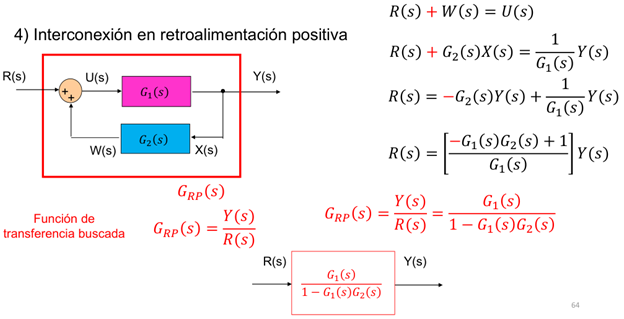 4) Interconexión en retroalimentación positiva
R(s)
+
+
U(s)
G₁(s)
Y(s)
G₂(s)
W(s)
X(s)
G_RP(s)
Función de
transferencia buscada
G_RP(s) = Y(s)/R(s)
R(s) + W(s) = U(s)
R(s) + G₂(s)X(s) = 1/G₁(s) Y(s)
R(s) = −G₂(s)Y(s) + 1/G₁(s) Y(s)
R(s) = [(−G₁(s)G₂(s) + 1)/G₁(s)] Y(s)
G_RP(s) = Y(s)/R(s) = G₁(s)/(1 − G₁(s)G₂(s))
R(s)
G₁(s)/(1 − G₁(s)G₂(s))
Y(s)
64